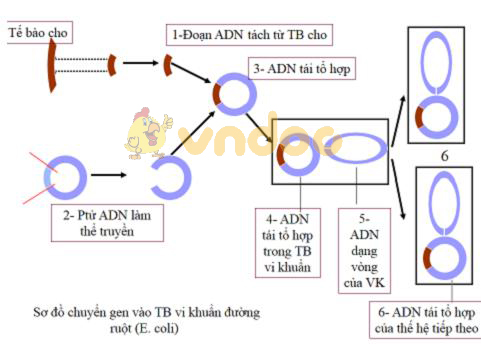 Tế bào cho
1-Đoạn ADN tách từ TB cho
3- ADN tái tổ hợp
vndoc
2- Ptử ADN làm
thể truyền
4- ADN
tái tổ hợp
trong TB
vi khuẩn
5-
ADN
dạng
vòng
của VK
6
6- ADN tái tổ hợp
của thế hệ tiếp theo
Sơ đồ chuyển gen vào TB vi khuẩn đường
ruột (E. coli)